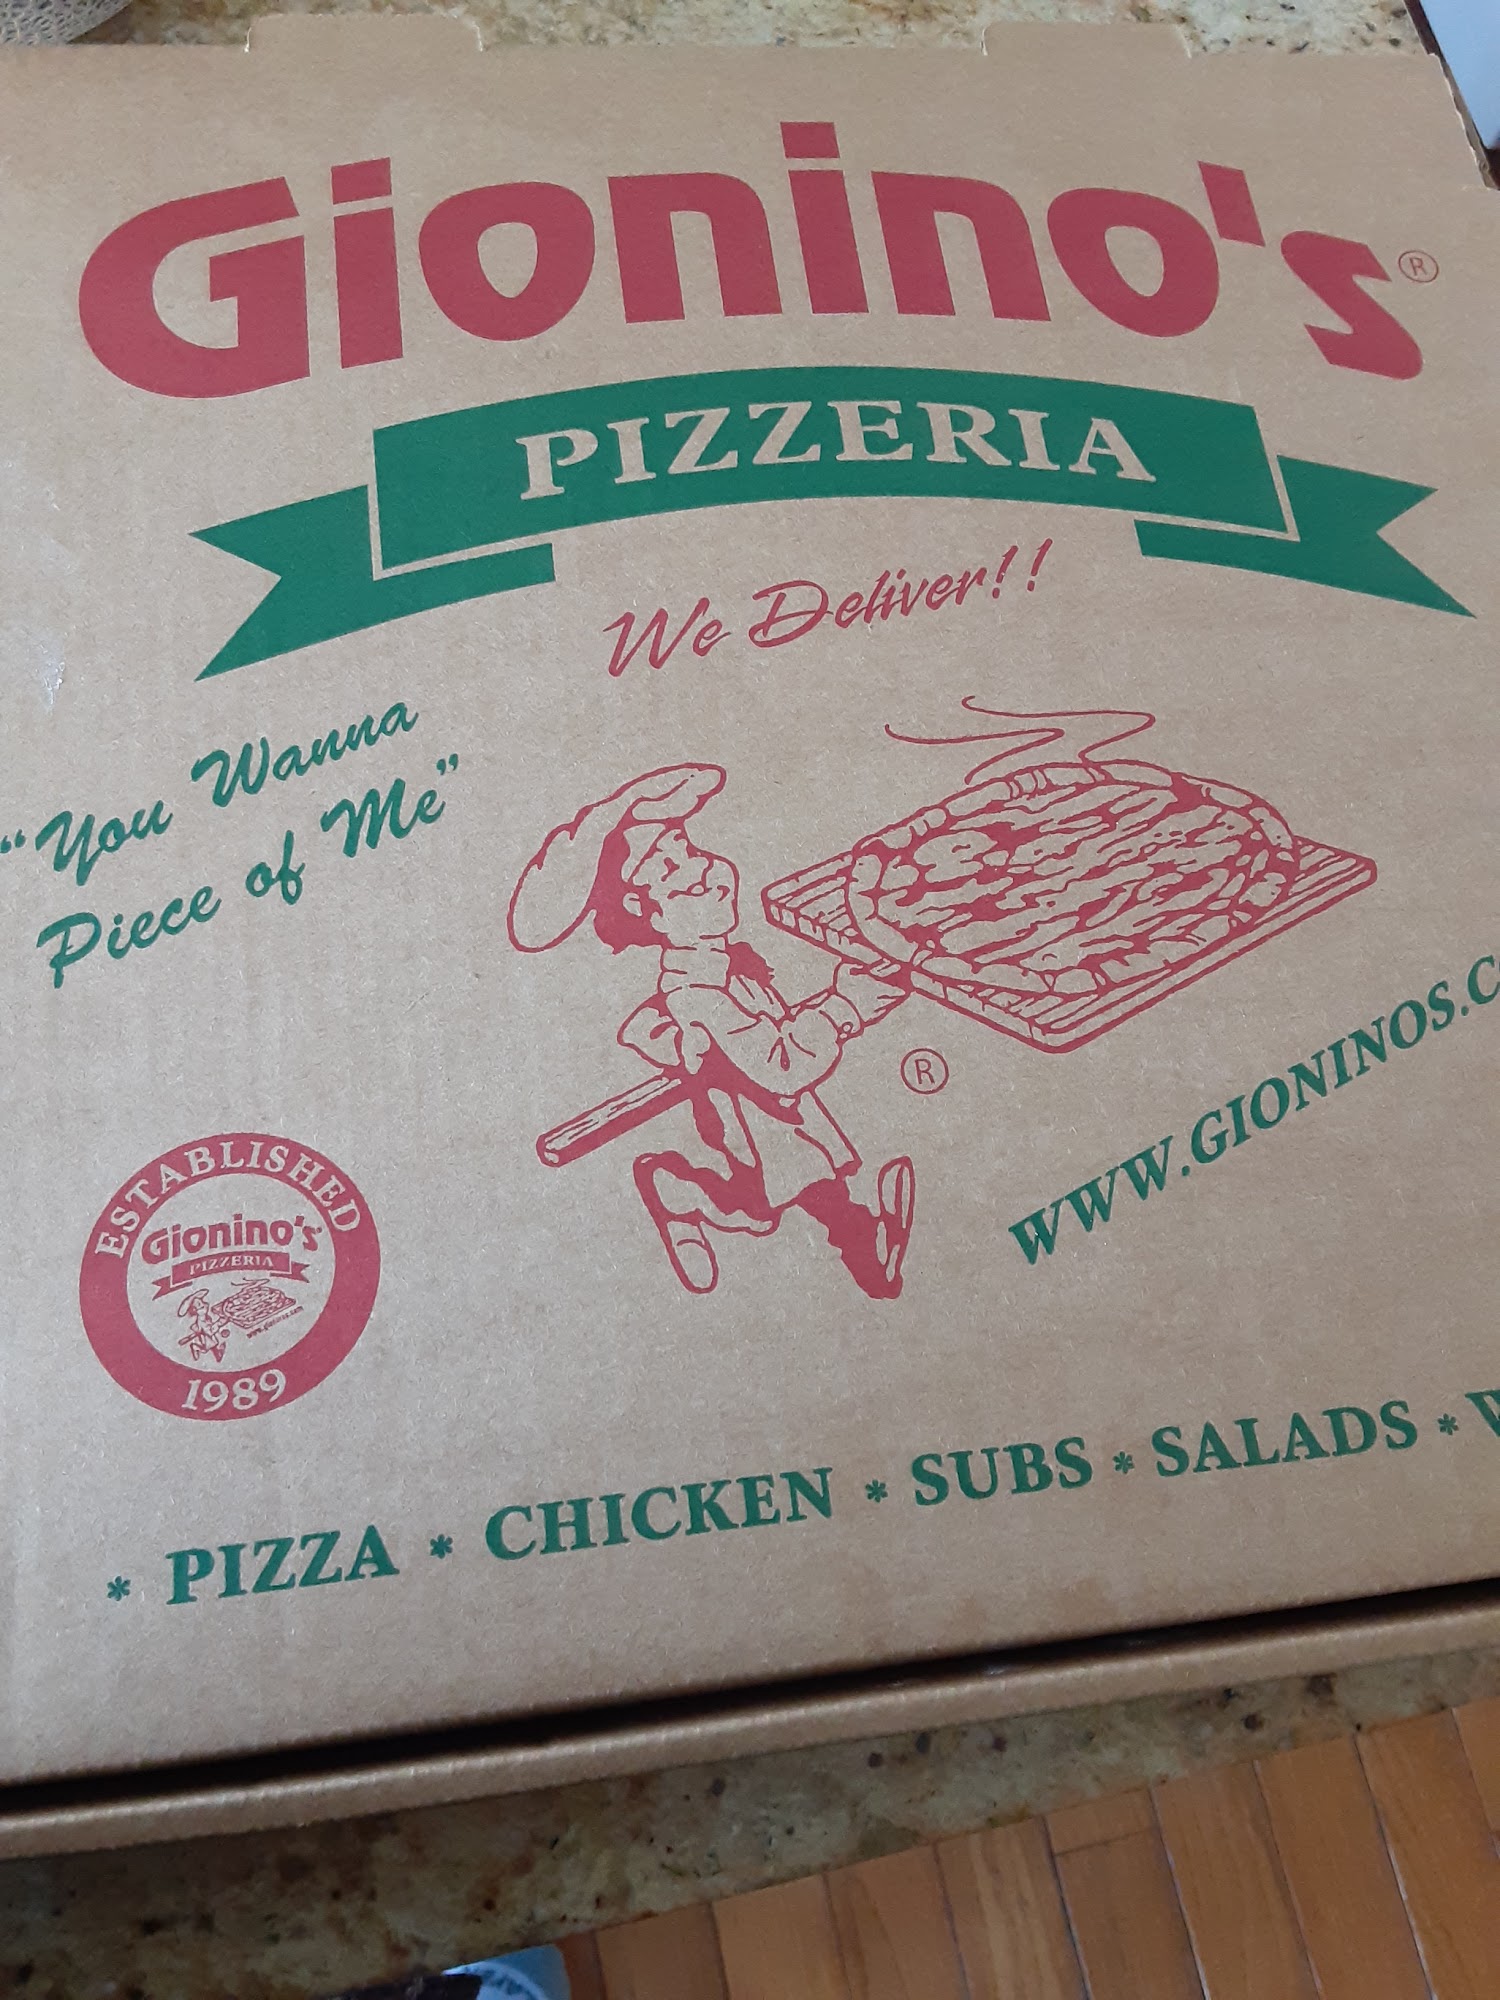 Gionino's®
PIZZERIA
We Deliver!!
"You Wanna
Piece of Me"
®
WWW.GIONINOS.C
ESTABLISHED
Gionino's
PIZZERIA
1989
* PIZZA * CHICKEN * SUBS * SALADS *